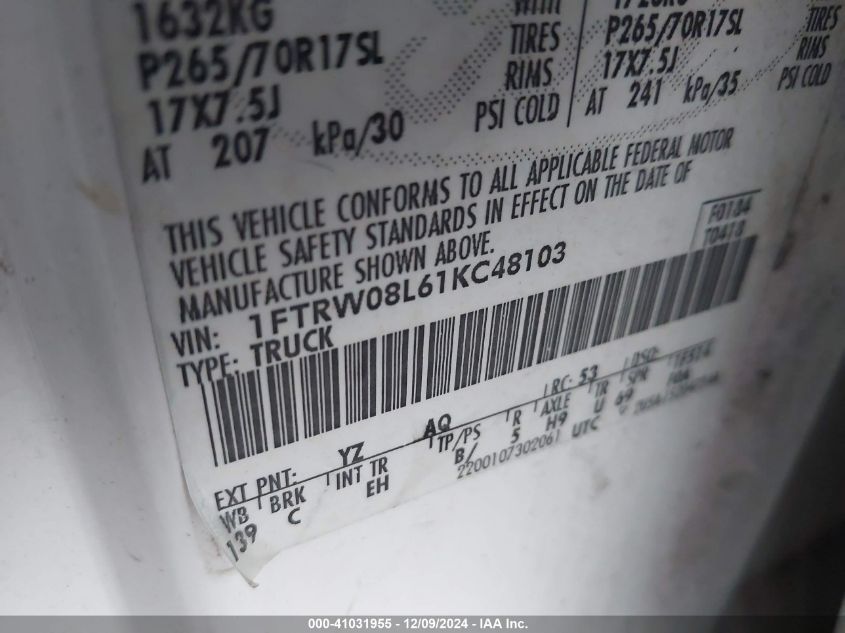 1632KG
P265/70R17SL TIRES P265/70R17SL TIRES
17X7.5J RIMS 17X7.5J RIMS
AT 207 kPa/30 PSI COLD AT 241 kPa/35 PSI COLD
THIS VEHICLE CONFORMS TO ALL APPLICABLE FEDERAL MOTOR
VEHICLE SAFETY STANDARDS IN EFFECT ON THE DATE OF
MANUFACTURE SHOWN ABOVE.
F0184
T0418
VIN: 1FTRW08L61KC48103
TYPE: TRUCK
EXT PNT: YZ AQ RC: 53 DSO:
WB BRK INT TR TP/PS R AXLE TR SPR
139 C EH B/ 5 H9 U 69
2200107302061 UTC
000-41031955 - 12/09/2024 - IAA Inc.